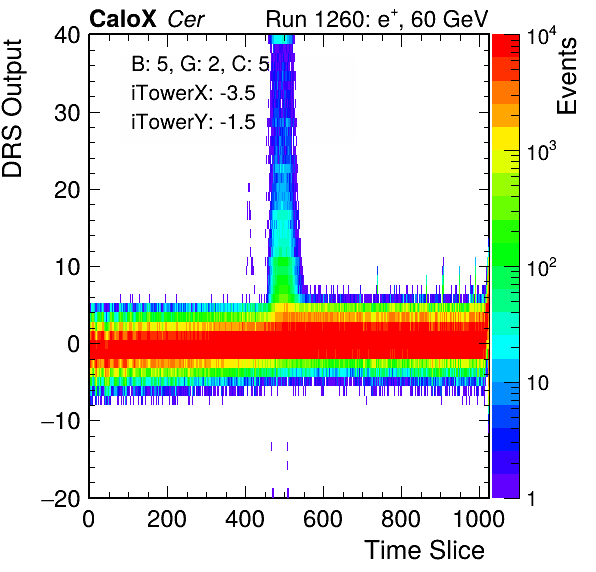 CaloX Cer Run 1260: e⁺, 60 GeV
B: 5, G: 2, C: 5
iTowerX: -3.5
iTowerY: -1.5
DRS Output
40
30
20
10
0
−10
−20
0 200 400 600 800 1000
Time Slice
Events
10⁴
10³
10²
10
1